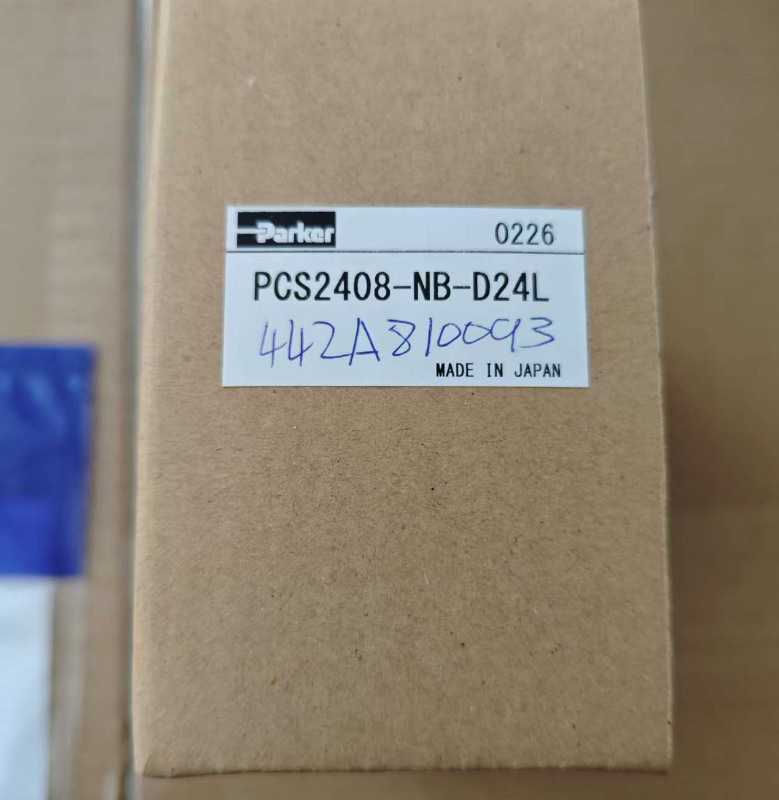 Parker 0226
PCS2408-NB-D24L
442A810093
MADE IN JAPAN